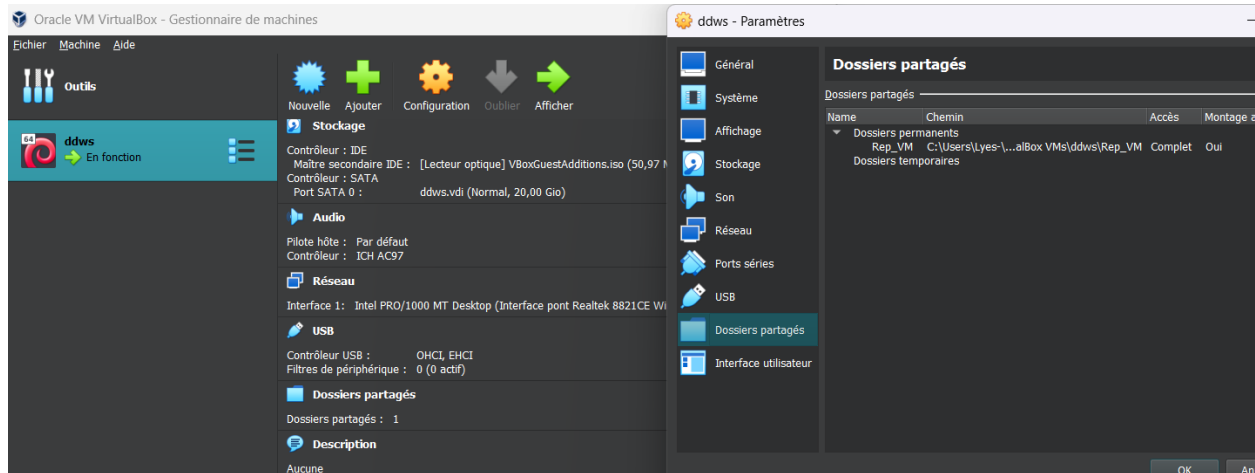 Oracle VM VirtualBox - Gestionnaire de machines
Fichier Machine Aide
Outils
Nouvelle Ajouter Configuration Oublier Afficher
64 ddws
En fonction
Stockage
Contrôleur : IDE
Maître secondaire IDE : [Lecteur optique] VBoxGuestAdditions.iso (50,97 M
Contrôleur : SATA
Port SATA 0 : ddws.vdi (Normal, 20,00 Gio)
Audio
Pilote hôte : Par défaut
Contrôleur : ICH AC97
Réseau
Interface 1: Intel PRO/1000 MT Desktop (Interface pont Realtek 8821CE Wi
USB
Contrôleur USB : OHCI, EHCI
Filtres de périphérique : 0 (0 actif)
Dossiers partagés
Dossiers partagés : 1
Description
Aucune
ddws - Paramètres
Général
Système
Affichage
Stockage
Son
Réseau
Ports séries
USB
Dossiers partagés
Interface utilisateur
Dossiers partagés
Dossiers partagés
Name Chemin Accès Montage a
Dossiers permanents
Rep_VM C:\Users\Lyes-\...alBox VMs\ddws\Rep_VM Complet Oui
Dossiers temporaires
OK An